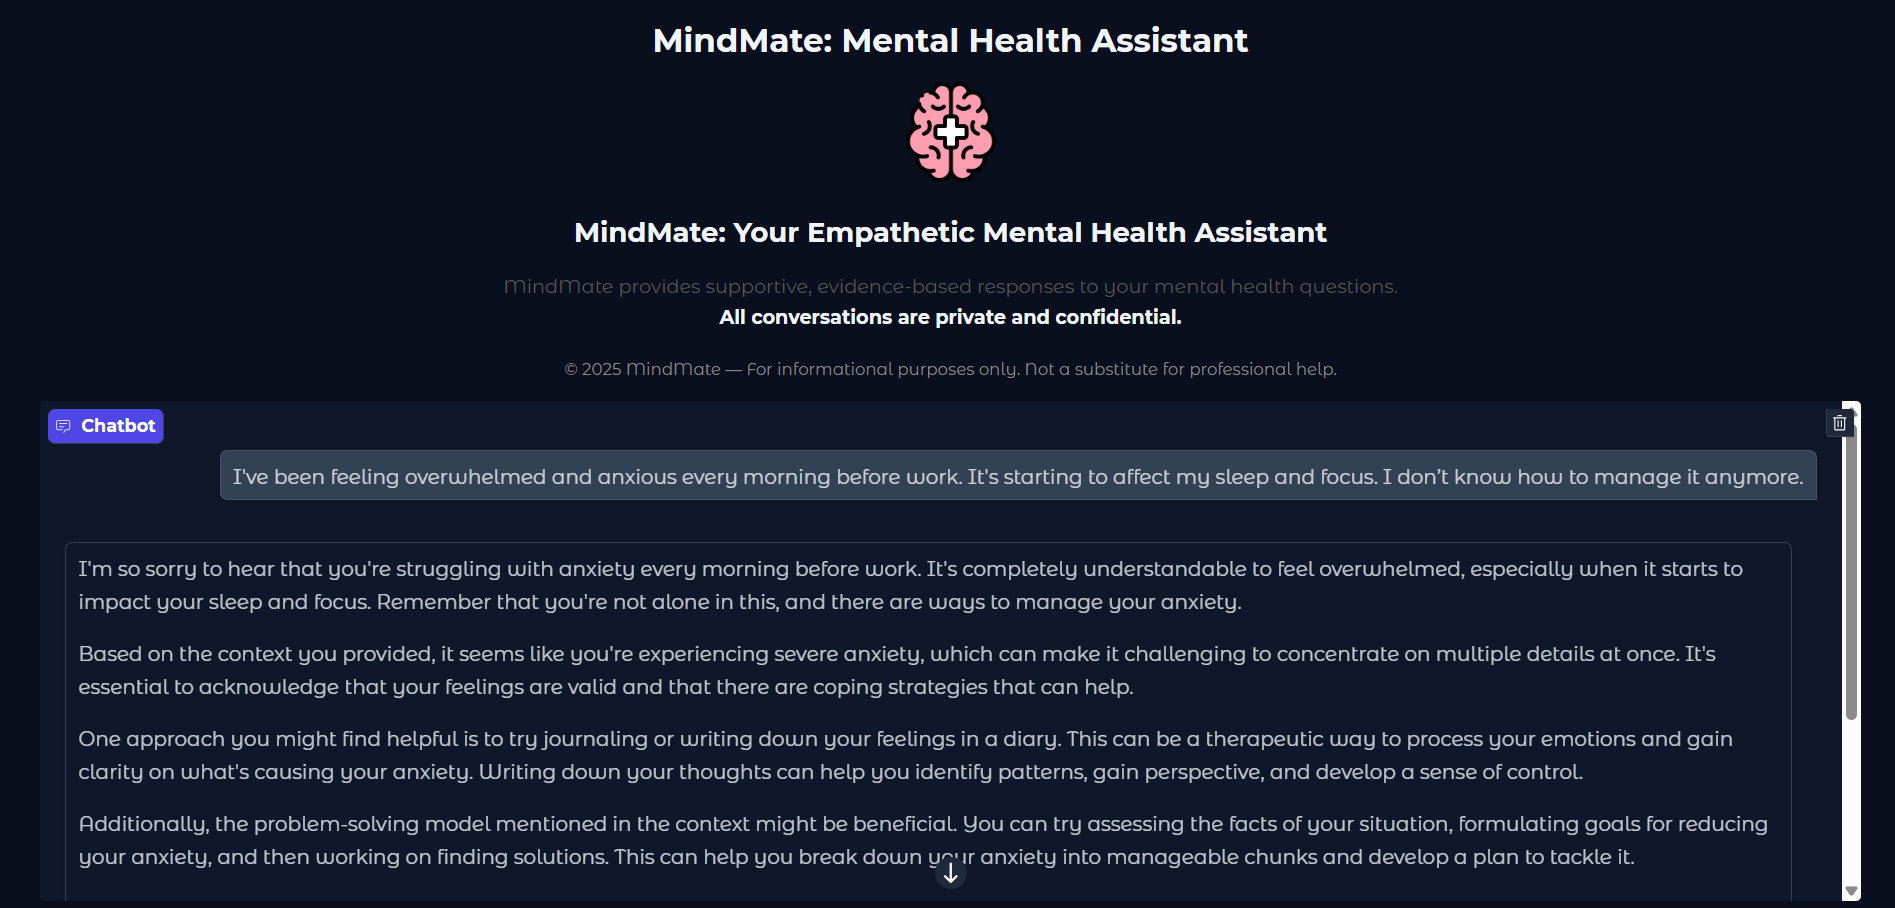 MindMate: Mental Health Assistant
MindMate: Your Empathetic Mental Health Assistant
MindMate provides supportive, evidence-based responses to your mental health questions.
All conversations are private and confidential.
© 2025 MindMate — For informational purposes only. Not a substitute for professional help.
Chatbot
I've been feeling overwhelmed and anxious every morning before work. It's starting to affect my sleep and focus. I don’t know how to manage it anymore.
I'm so sorry to hear that you're struggling with anxiety every morning before work. It's completely understandable to feel overwhelmed, especially when it starts to
impact your sleep and focus. Remember that you're not alone in this, and there are ways to manage your anxiety.
Based on the context you provided, it seems like you're experiencing severe anxiety, which can make it challenging to concentrate on multiple details at once. It's
essential to acknowledge that your feelings are valid and that there are coping strategies that can help.
One approach you might find helpful is to try journaling or writing down your feelings in a diary. This can be a therapeutic way to process your emotions and gain
clarity on what's causing your anxiety. Writing down your thoughts can help you identify patterns, gain perspective, and develop a sense of control.
Additionally, the problem-solving model mentioned in the context might be beneficial. You can try assessing the facts of your situation, formulating goals for reducing
your anxiety, and then working on finding solutions. This can help you break down your anxiety into manageable chunks and develop a plan to tackle it.